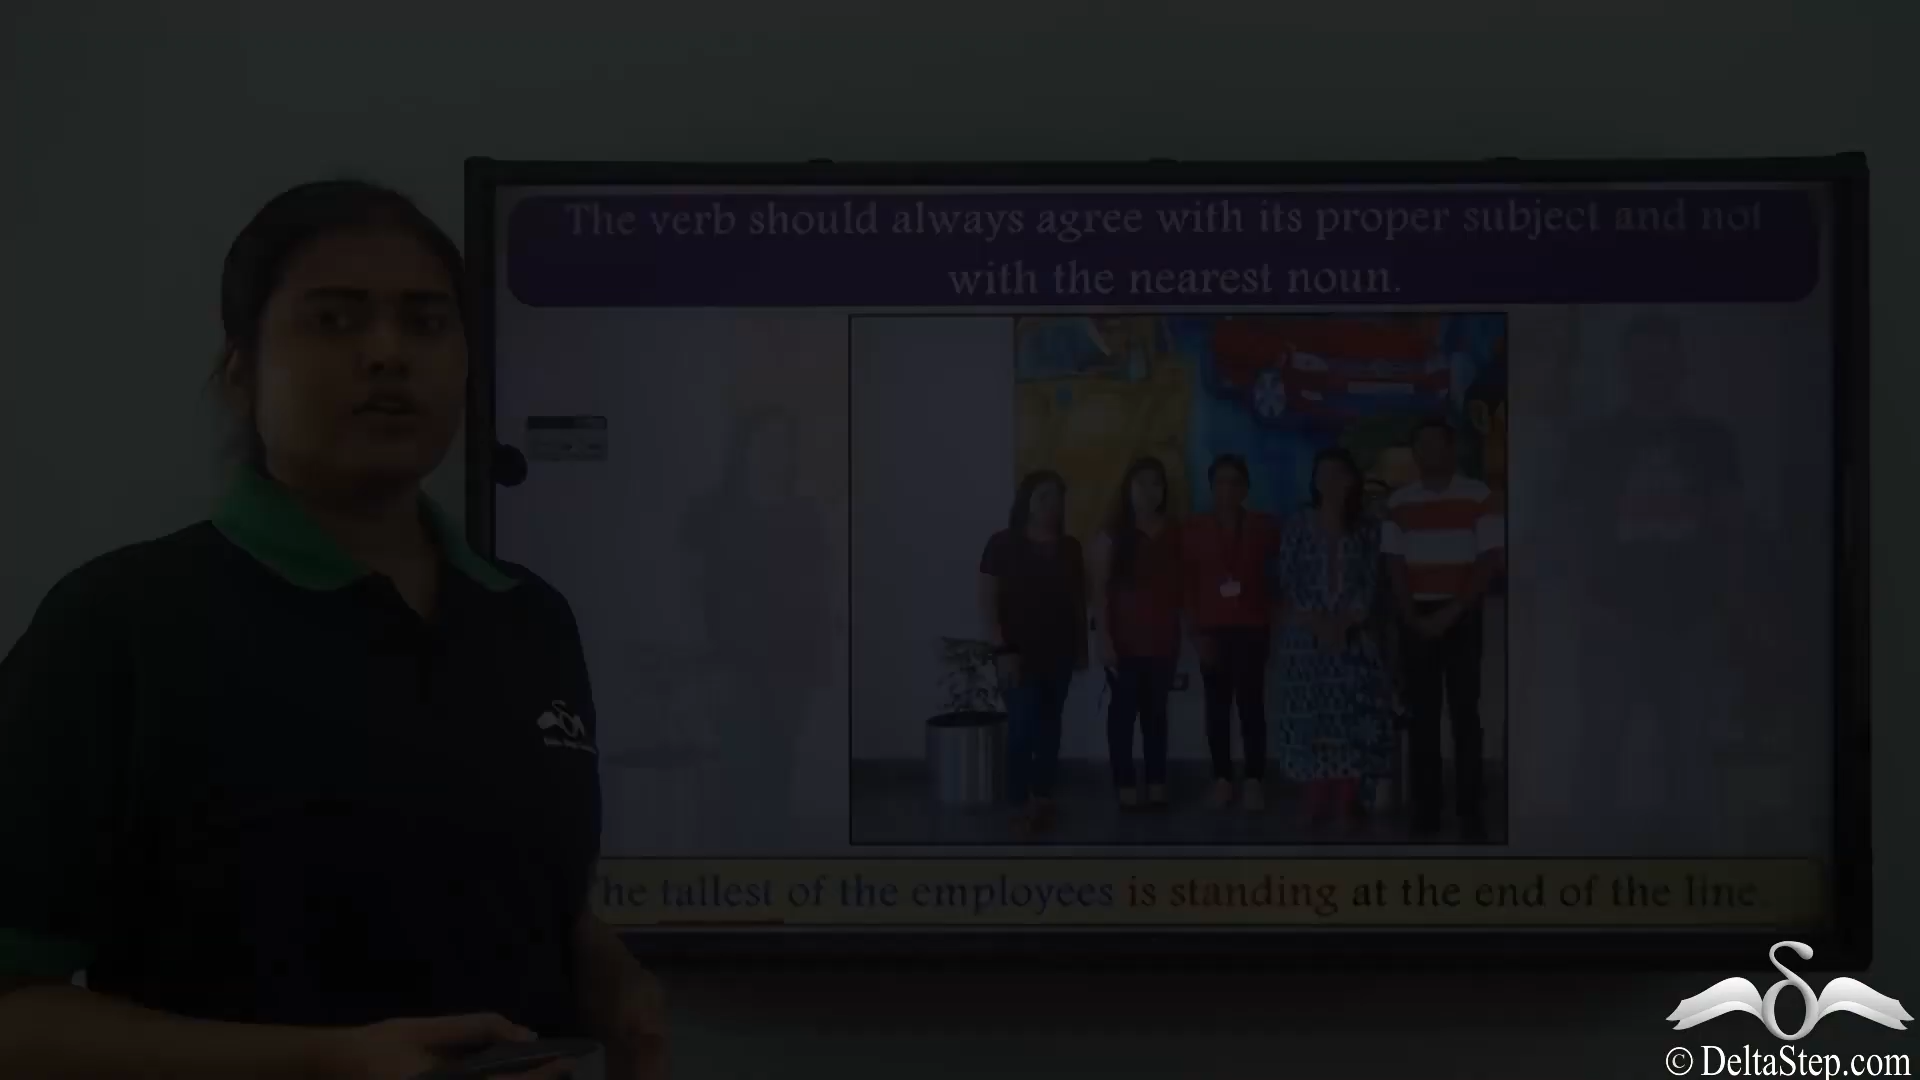 The verb should always agree with its proper subject and not
with the nearest noun.
he tallest of the employees is standing at the end of the line
© DeltaStep.com